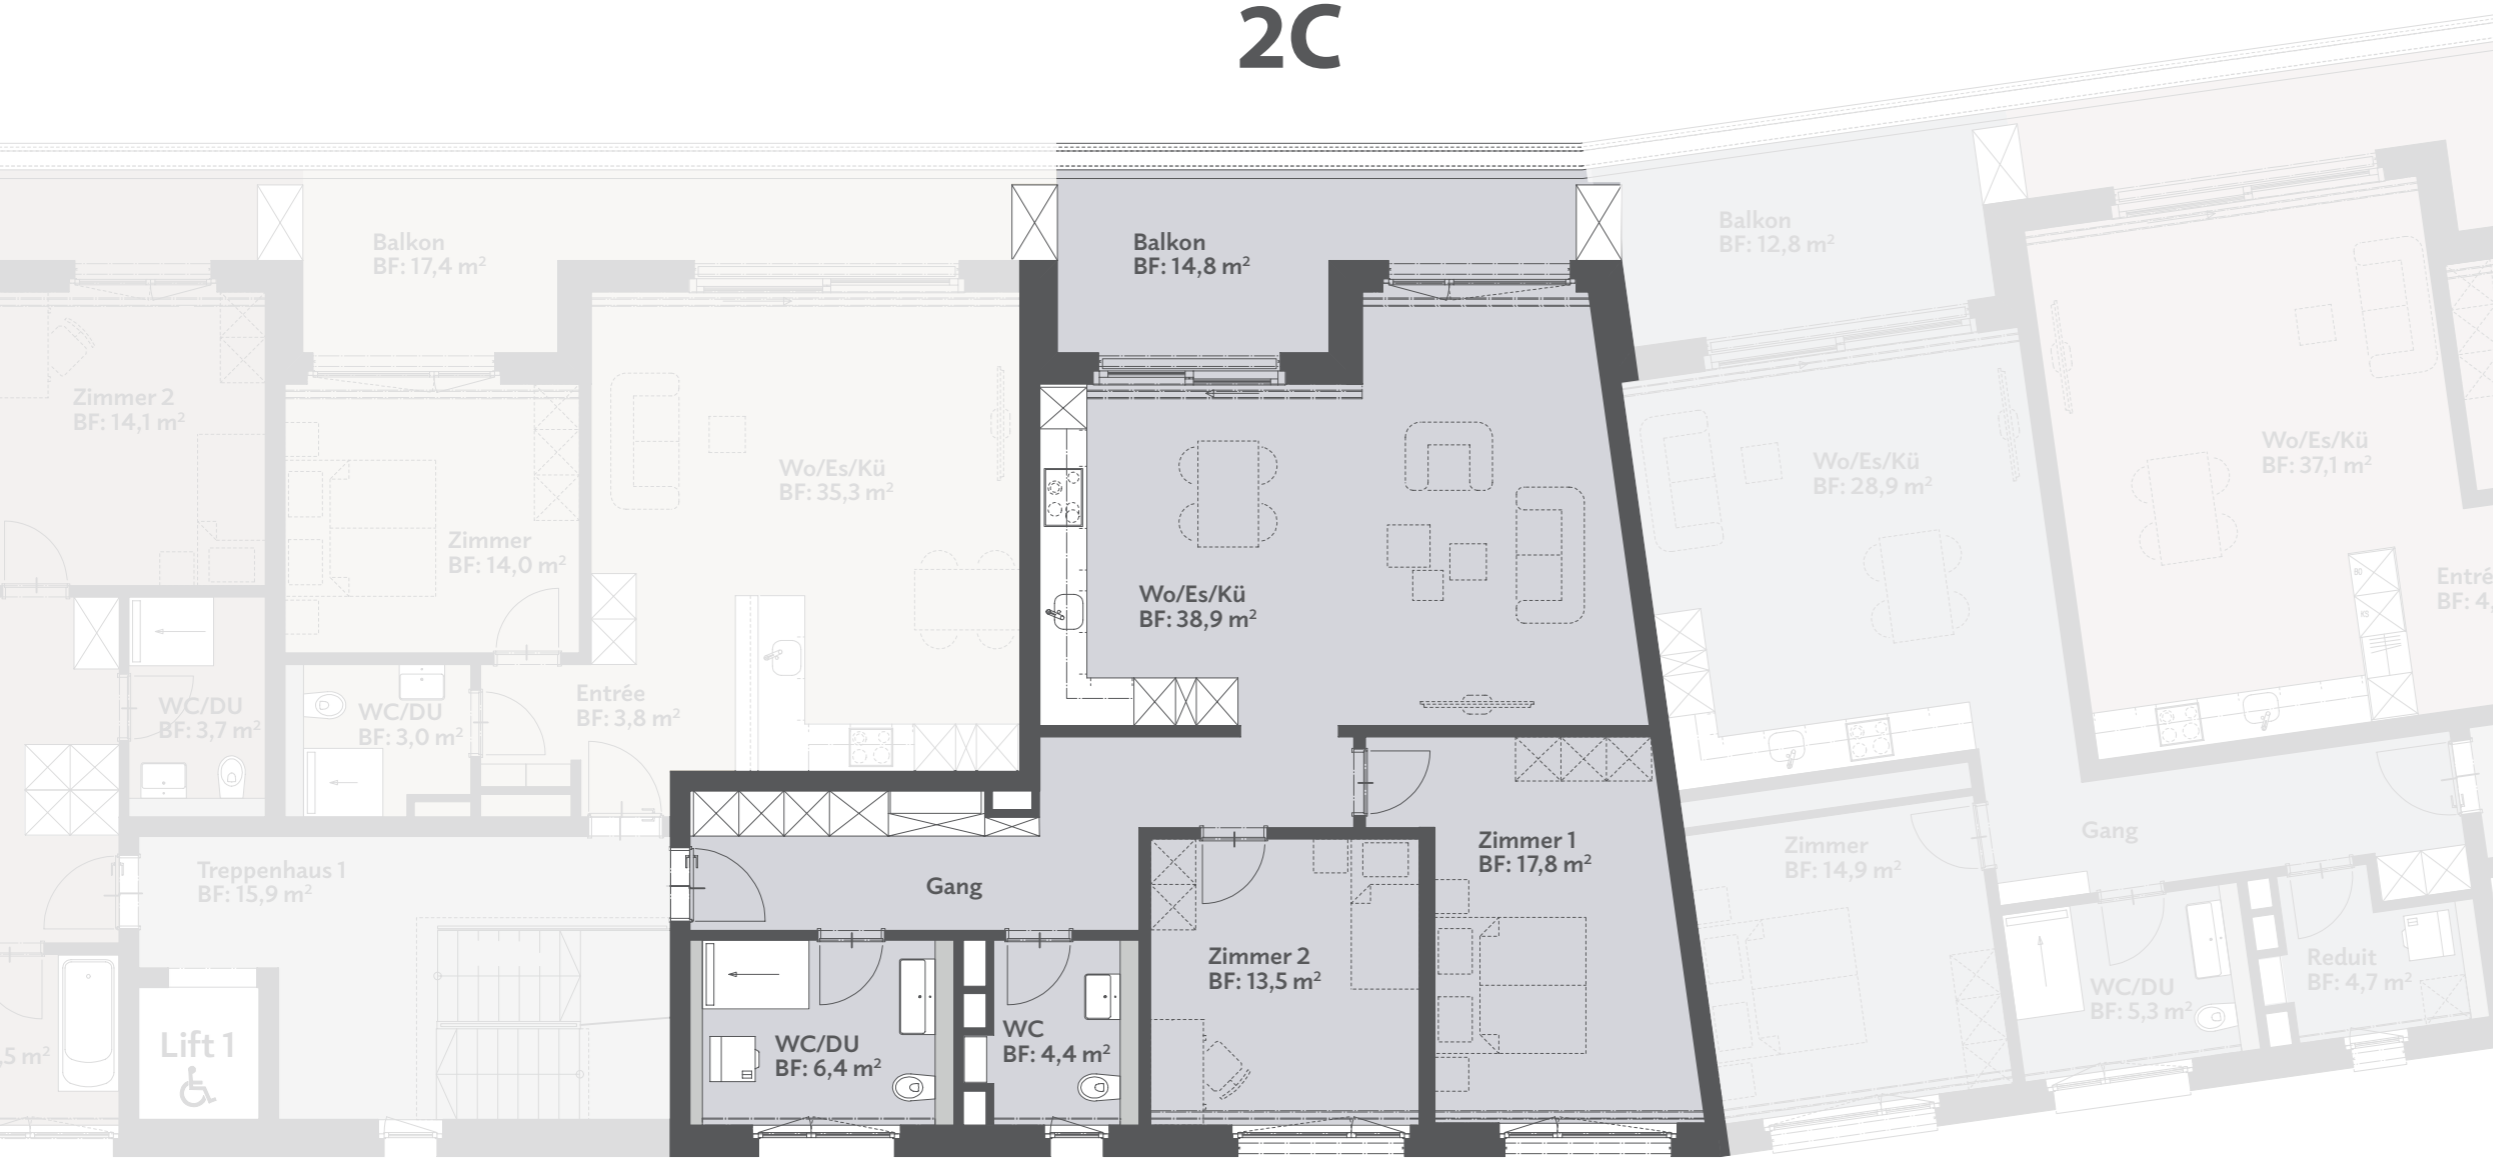 2C
Balkon
BF: 17,4 m²
Balkon
BF: 14,8 m²
Balkon
BF: 12,8 m²
Zimmer 2
BF: 14,1 m²
Wo/Es/Kü
BF: 35,3 m²
Zimmer
BF: 14,0 m²
Wo/Es/Kü
BF: 38,9 m²
Wo/Es/Kü
BF: 28,9 m²
Wo/Es/Kü
BF: 37,1 m²
Entrée
BF: 4,
WC/DU
BF: 3,7 m²
WC/DU
BF: 3,0 m²
Entrée
BF: 3,8 m²
Treppenhaus 1
BF: 15,9 m²
Gang
Zimmer 1
BF: 17,8 m²
Zimmer
BF: 14,9 m²
Gang
Zimmer 2
BF: 13,5 m²
,5 m²
Lift 1
WC/DU
BF: 6,4 m²
WC
BF: 4,4 m²
WC/DU
BF: 5,3 m²
Reduit
BF: 4,7 m²